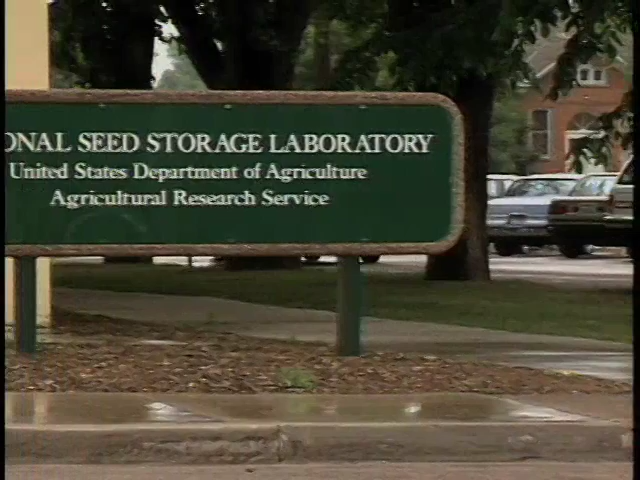 ONAL SEED STORAGE LABORATORY
United States Department of Agriculture
Agricultural Research Service